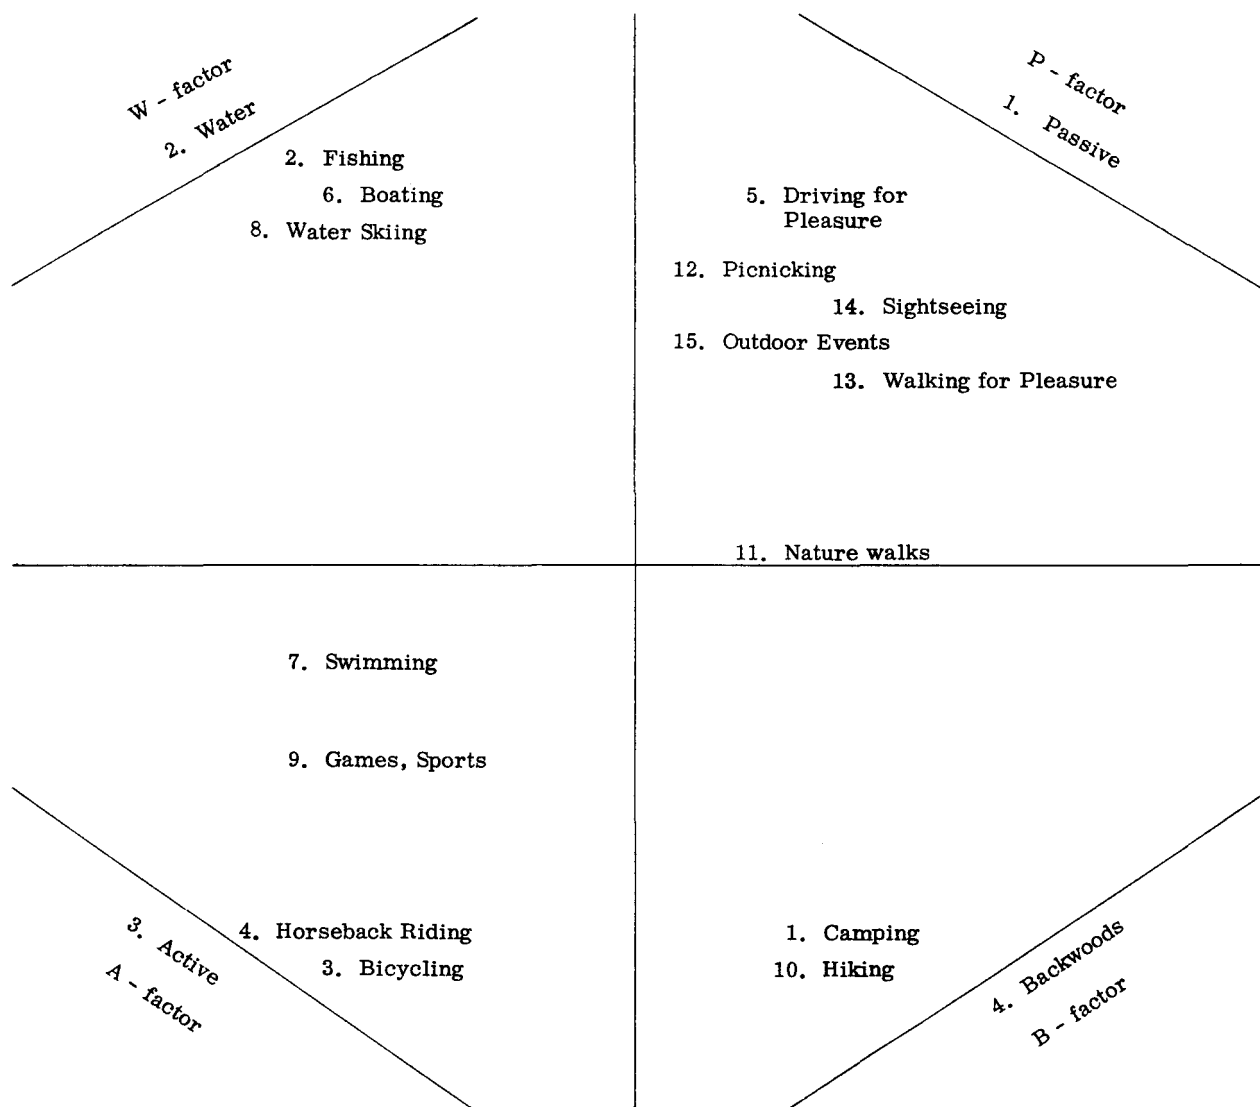 W - factor
2. Water
2. Fishing
6. Boating
8. Water Skiing
P - factor
1. Passive
5. Driving for
Pleasure
12. Picnicking
14. Sightseeing
15. Outdoor Events
13. Walking for Pleasure
11. Nature walks
7. Swimming
9. Games, Sports
4. Horseback Riding
3. Bicycling
3. Active
A - factor
1. Camping
10. Hiking
4. Backwoods
B - factor